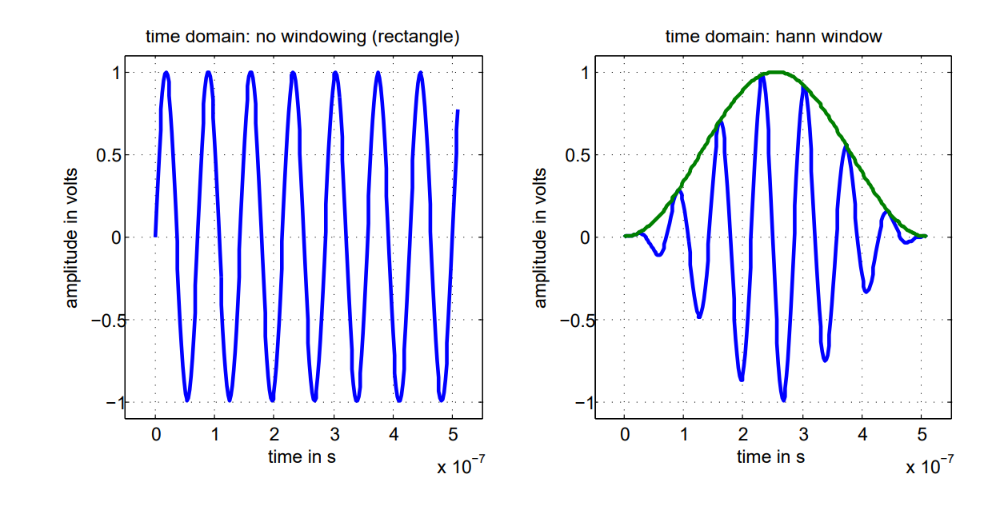 time domain: no windowing (rectangle)
1
0.5
0
−0.5
−1
amplitude in volts
0 1 2 3 4 5
time in s
x 10−7
time domain: hann window
1
0.5
0
−0.5
−1
amplitude in volts
0 1 2 3 4 5
time in s
x 10−7